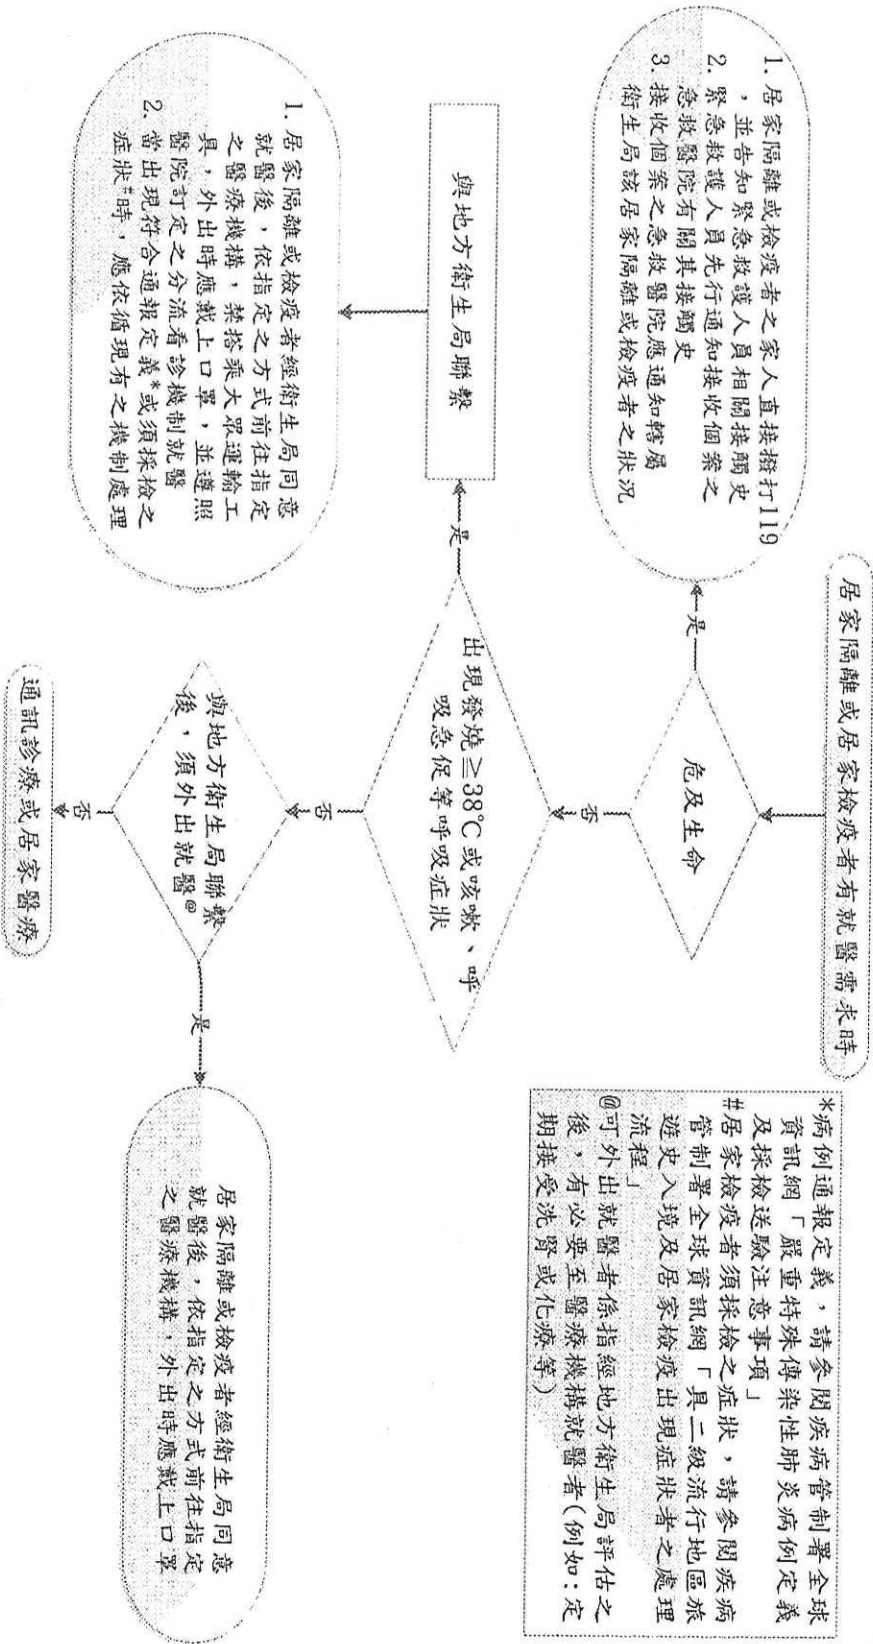 居家隔離或居家檢疫者有就醫需求時
危及生命
是
1. 居家隔離或檢疫者之家人直接撥打119
，並告知緊急救護人員相關接觸史
2. 緊急救護人員先行通知接收個案之
急救醫院有關其接觸史
3. 接收個案之急救醫院應通知轄屬
衛生局該居家隔離或檢疫者之狀況
否
出現發燒≧38℃或咳嗽、呼
吸急促等呼吸症狀
是
與地方衛生局聯繫
1. 居家隔離或檢疫者經衛生局同意
就醫後，依指定之方式前往指定
之醫療機構，禁搭乘大眾運輸工
具，外出時應戴上口罩，並遵照
醫院訂定之分流看診機制就醫
2. 當出現符合通報定義*或須採檢之
症狀#時，應依循現有之機制處理
否
與地方衛生局聯繫
後，須外出就醫@
是
居家隔離或檢疫者經衛生局同意
就醫後，依指定之方式前往指定
之醫療機構，外出時應戴上口罩
否
通訊診療或居家醫療
*病例通報定義，請參閱疾病管制署全球
資訊網「嚴重特殊傳染性肺炎病例定義
及採檢送驗注意事項」
#居家檢疫者須採檢之症狀，請參閱疾病
管制署全球資訊網「具二級流行地區旅
遊史入境及居家檢疫出現症狀者之處理
流程」
@可外出就醫者係指經地方衛生局評估之
後，有必要至醫療機構就醫者(例如：定
期接受洗腎或化療等)